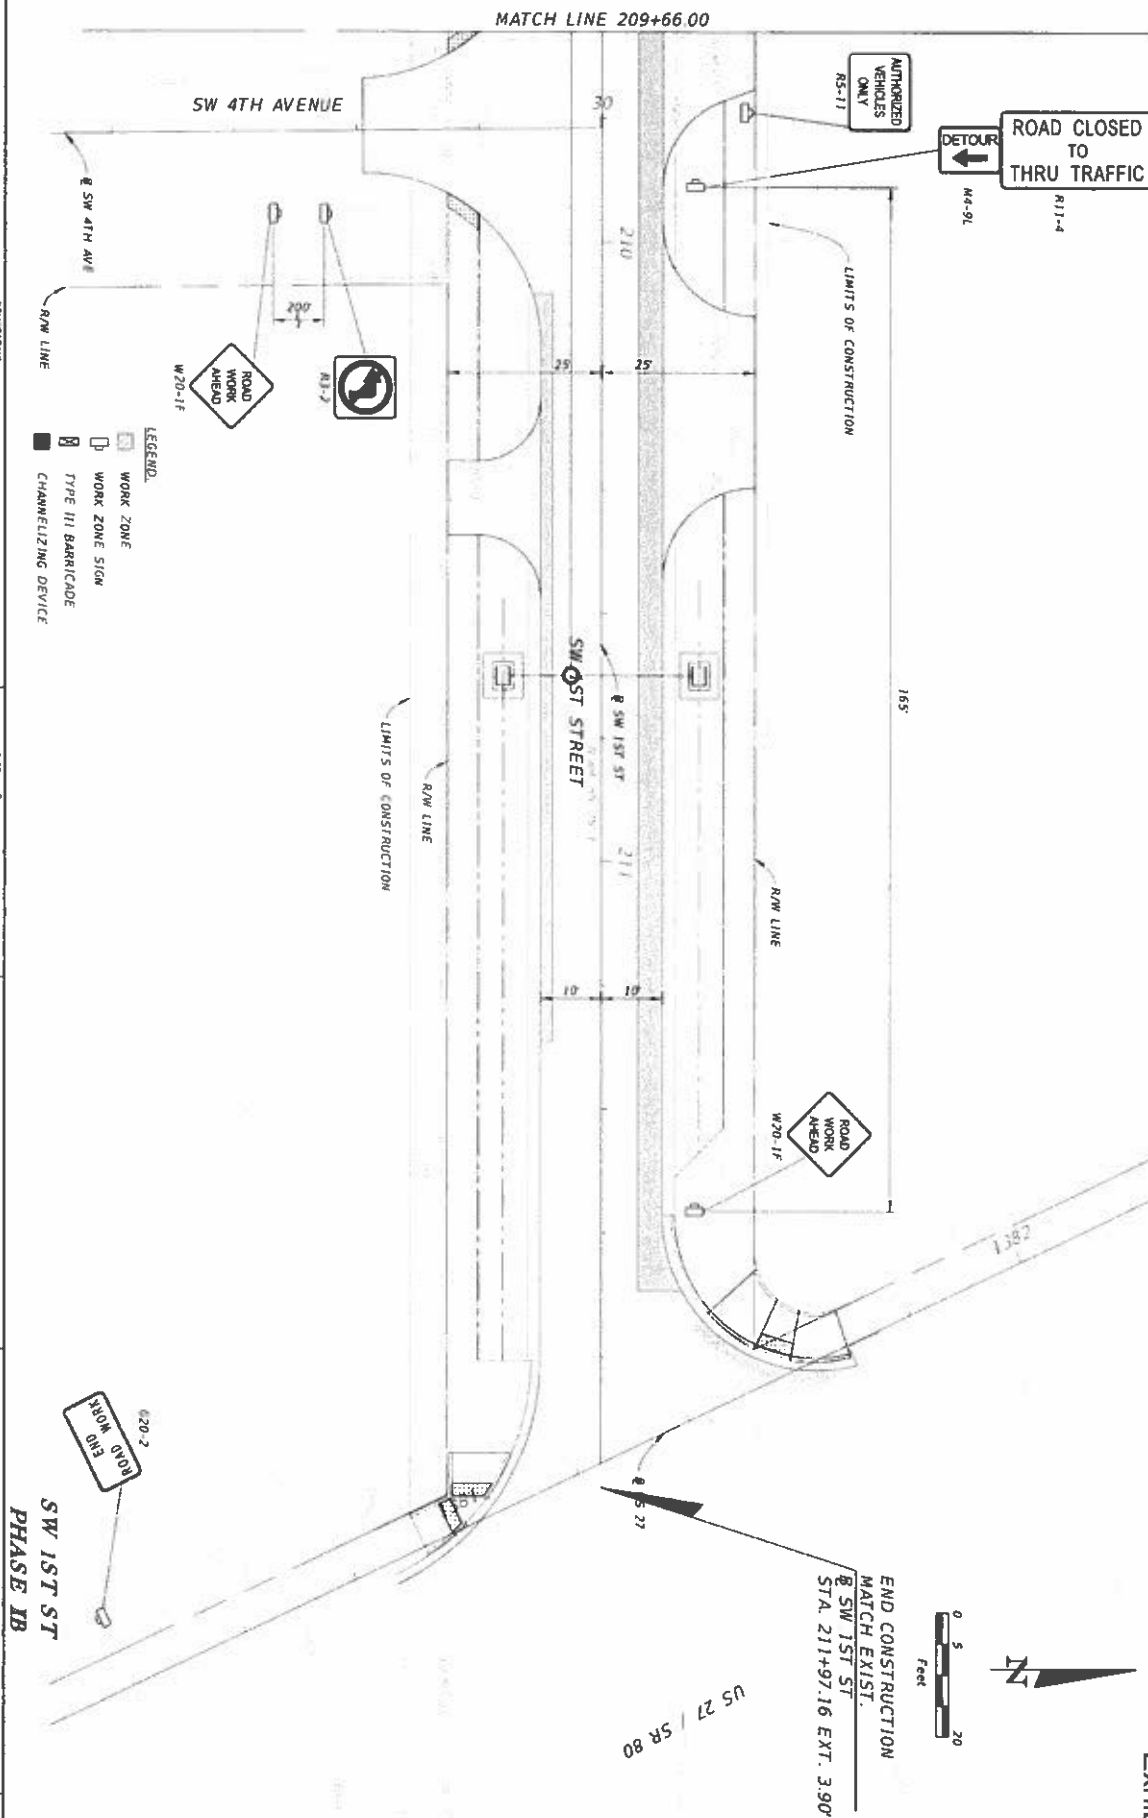 MATCH LINE 209+66.00
SW 4TH AVENUE
30
AUTHORIZED
VEHICLES
ONLY
R5-11
ROAD CLOSED
TO
THRU TRAFFIC
R11-4
DETOUR
M4-9L
SW 4TH AVE
R/W LINE
200'
ROAD
WORK
AHEAD
W20-1F
R3-2
210
25'
25'
LIMITS OF CONSTRUCTION
LEGEND:
WORK ZONE
WORK ZONE SIGN
TYPE III BARRICADE
CHANNELIZING DEVICE
SW 1ST STREET
℄ SW 1ST ST
165'
LIMITS OF CONSTRUCTION
R/W LINE
211
R/W LINE
10'
10'
ROAD
WORK
AHEAD
W20-1F
1
1382
G20-2
END
ROAD WORK
27
END CONSTRUCTION
MATCH EXIST.
℄ SW 1ST ST
STA. 211+97.16 EXT. 3.90'
0 5 20
Feet
N
US 27 / SR 80
SW 1ST ST
PHASE IB